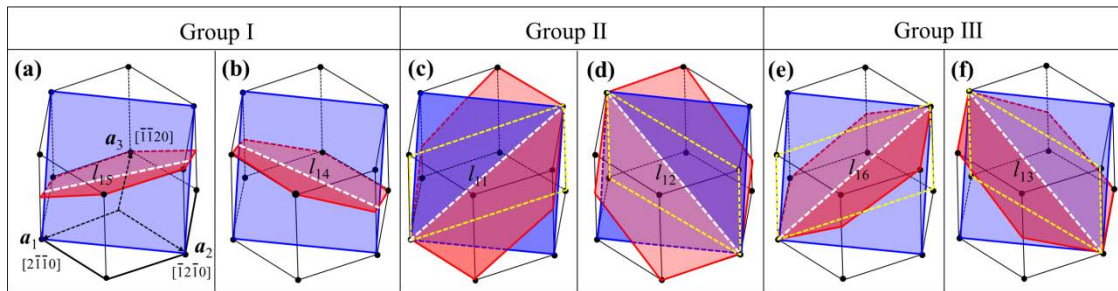 Group I
Group II
Group III
(a)
(b)
(c)
(d)
(e)
(f)
a₃ [1̅1̅20]
l₁₅
l₁₄
l₁₁
l₁₂
l₁₆
l₁₃
a₁
[21̅1̅0]
a₂
[1̅21̅0]